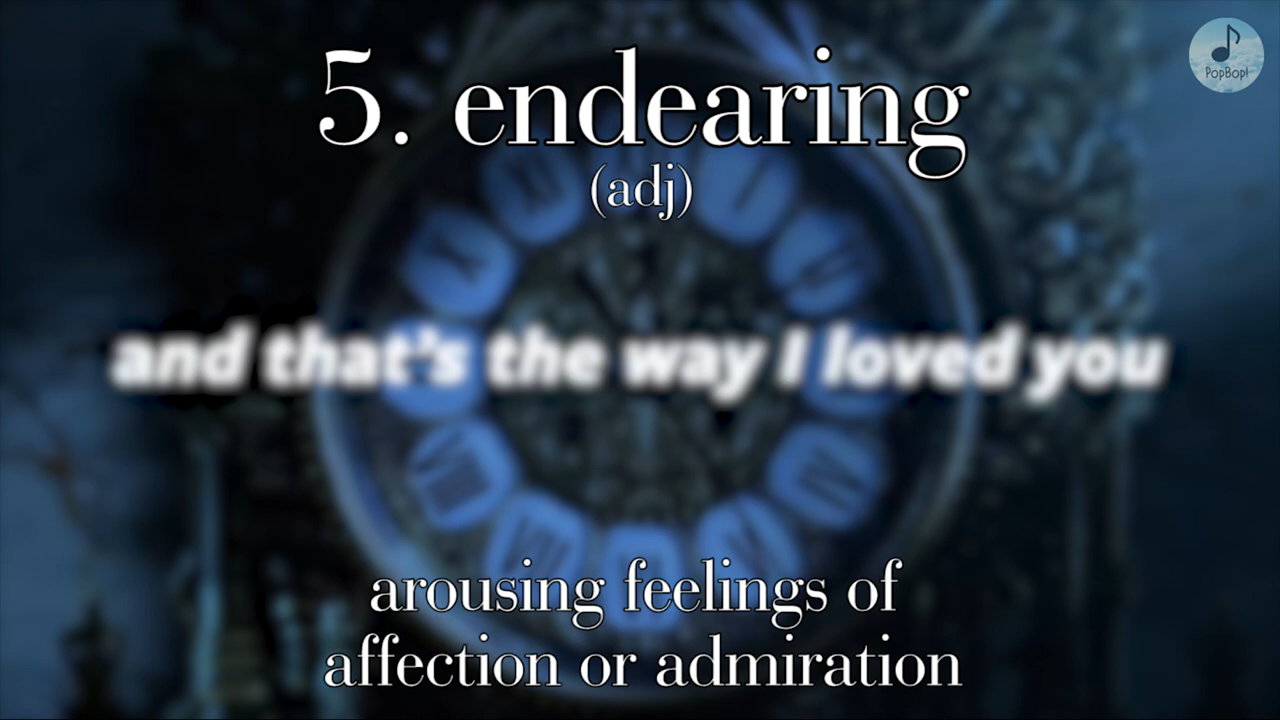 PopBop!
5. endearing
(adj)
and that's the way I loved you
arousing feelings of
affection or admiration